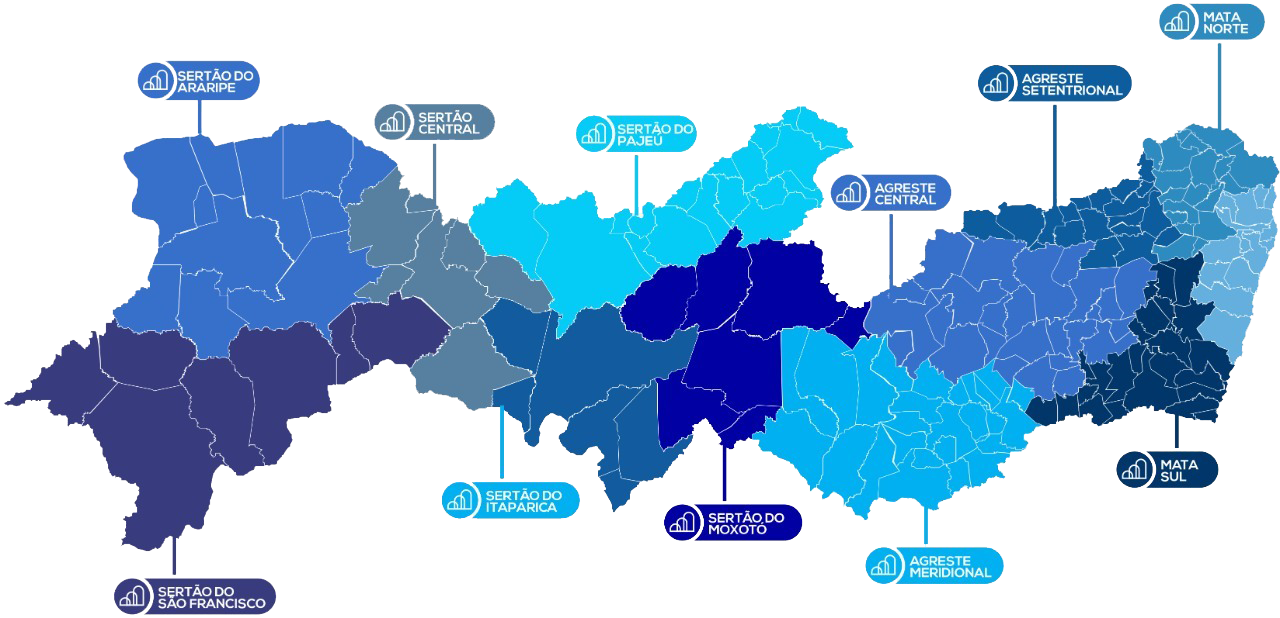 MATA
NORTE
SERTÃO DO
ARARIPE
AGRESTE
SETENTRIONAL
SERTÃO
CENTRAL
SERTÃO DO
PAJEÚ
AGRESTE
CENTRAL
MATA
SUL
SERTÃO DO
ITAPARICA
SERTÃO DO
MOXOTÓ
AGRESTE
MERIDIONAL
SERTÃO DO
SÃO FRANCISCO